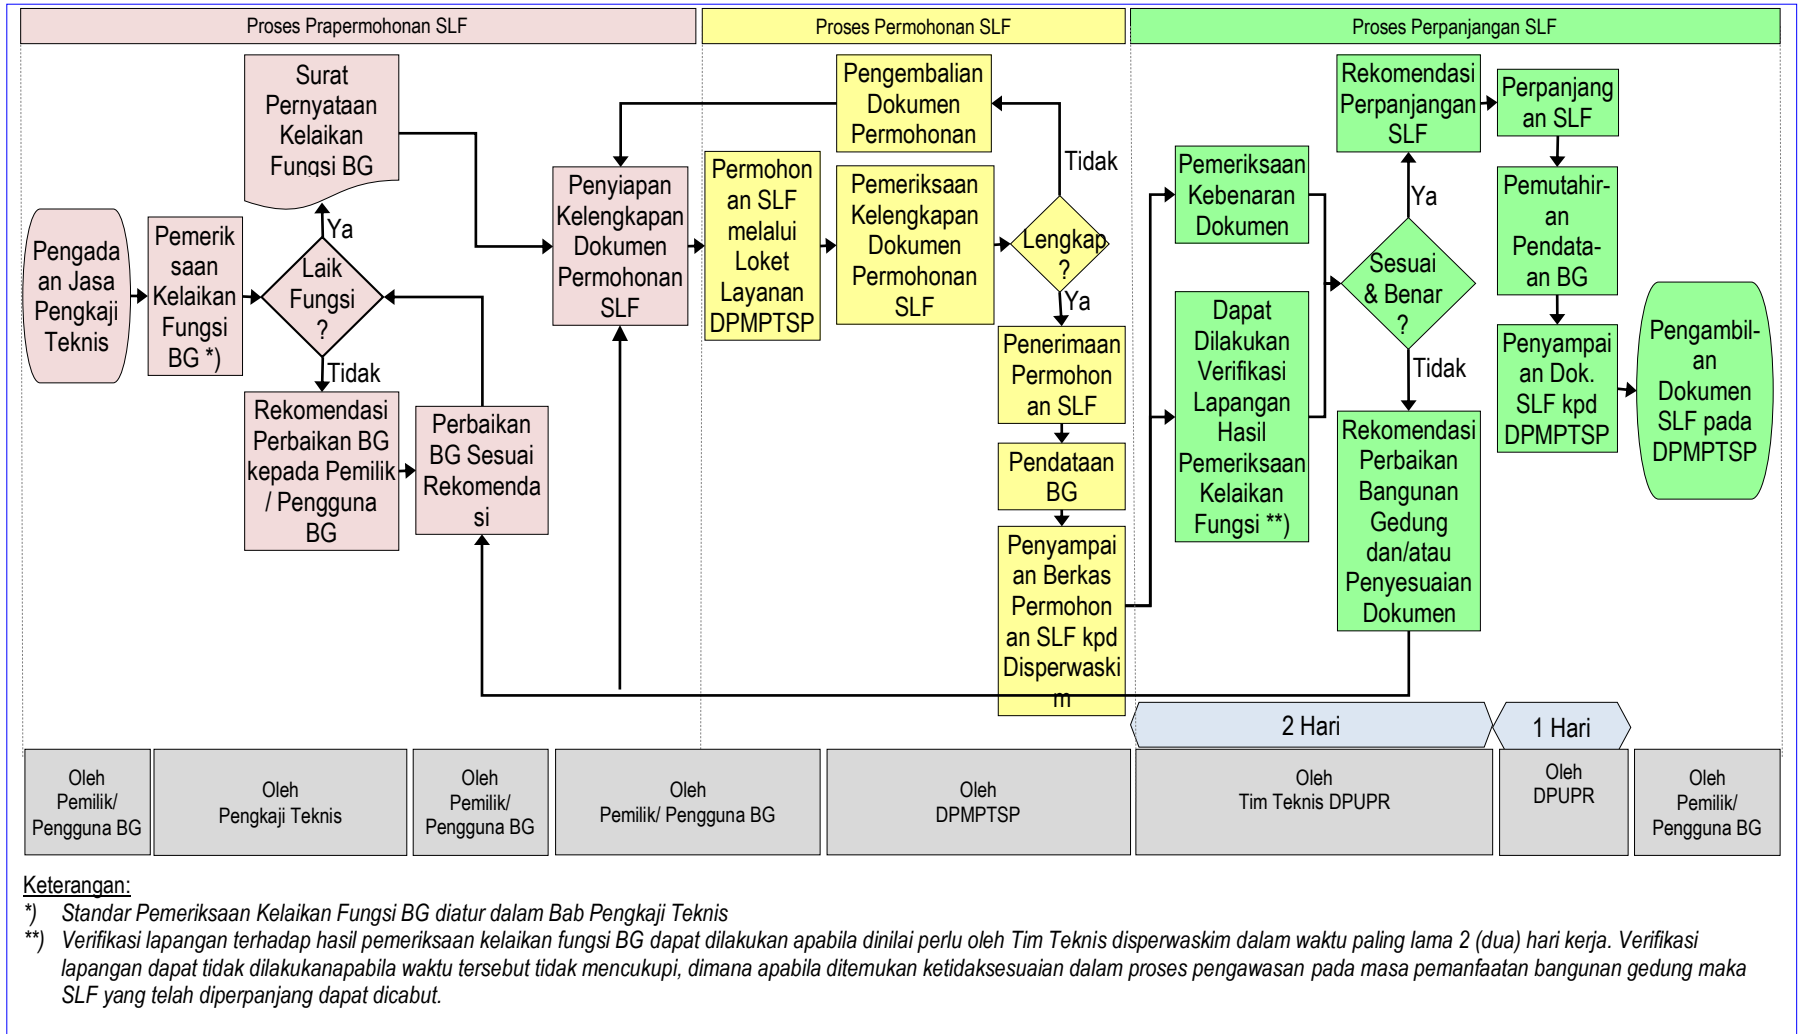 Proses Prapermohonan SLF
Proses Permohonan SLF
Proses Perpanjangan SLF
Pengada
an Jasa
Pengkaji
Teknis
Pemerik
saan
Kelaikan
Fungsi
BG *)
Surat
Pernyataan
Kelaikan
Fungsi BG
Ya
Laik
Fungsi
?
Tidak
Rekomendasi
Perbaikan BG
kepada Pemilik
/ Pengguna
BG
Perbaikan
BG Sesuai
Rekomenda
si
Penyiapan
Kelengkapan
Dokumen
Permohonan
SLF
Permohon
an SLF
melalui
Loket
Layanan
DPMPTSP
Pengembalian
Dokumen
Permohonan
Pemeriksaan
Kelengkapan
Dokumen
Permohonan
SLF
Tidak
Lengkap
?
Ya
Penerimaan
Permohon
an SLF
Pendataan
BG
Penyampai
an Berkas
Permohon
an SLF kpd
Disperwaski
m
Pemeriksaan
Kebenaran
Dokumen
Dapat
Dilakukan
Verifikasi
Lapangan
Hasil
Pemeriksaan
Kelaikan
Fungsi **)
Rekomendasi
Perpanjangan
SLF
Ya
Sesuai
& Benar
?
Tidak
Rekomendasi
Perbaikan
Bangunan
Gedung
dan/atau
Penyesuaian
Dokumen
Perpanjang
an SLF
Pemutahir-
an
Pendata-
an BG
Penyampai
an Dok.
SLF kpd
DPMPTSP
Pengambil-
an
Dokumen
SLF pada
DPMPTSP
2 Hari
1 Hari
Oleh
Pemilik/
Pengguna BG
Oleh
Pengkaji Teknis
Oleh
Pemilik/
Pengguna BG
Oleh
Pemilik/ Pengguna BG
Oleh
DPMPTSP
Oleh
Tim Teknis DPUPR
Oleh
DPUPR
Oleh
Pemilik/
Pengguna BG
Keterangan:
*) Standar Pemeriksaan Kelaikan Fungsi BG diatur dalam Bab Pengkaji Teknis
**) Verifikasi lapangan terhadap hasil pemeriksaan kelaikan fungsi BG dapat dilakukan apabila dinilai perlu oleh Tim Teknis disperwaskim dalam waktu paling lama 2 (dua) hari kerja. Verifikasi
lapangan dapat tidak dilakukanapabila waktu tersebut tidak mencukupi, dimana apabila ditemukan ketidaksesuaian dalam proses pengawasan pada masa pemanfaatan bangunan gedung maka
SLF yang telah diperpanjang dapat dicabut.